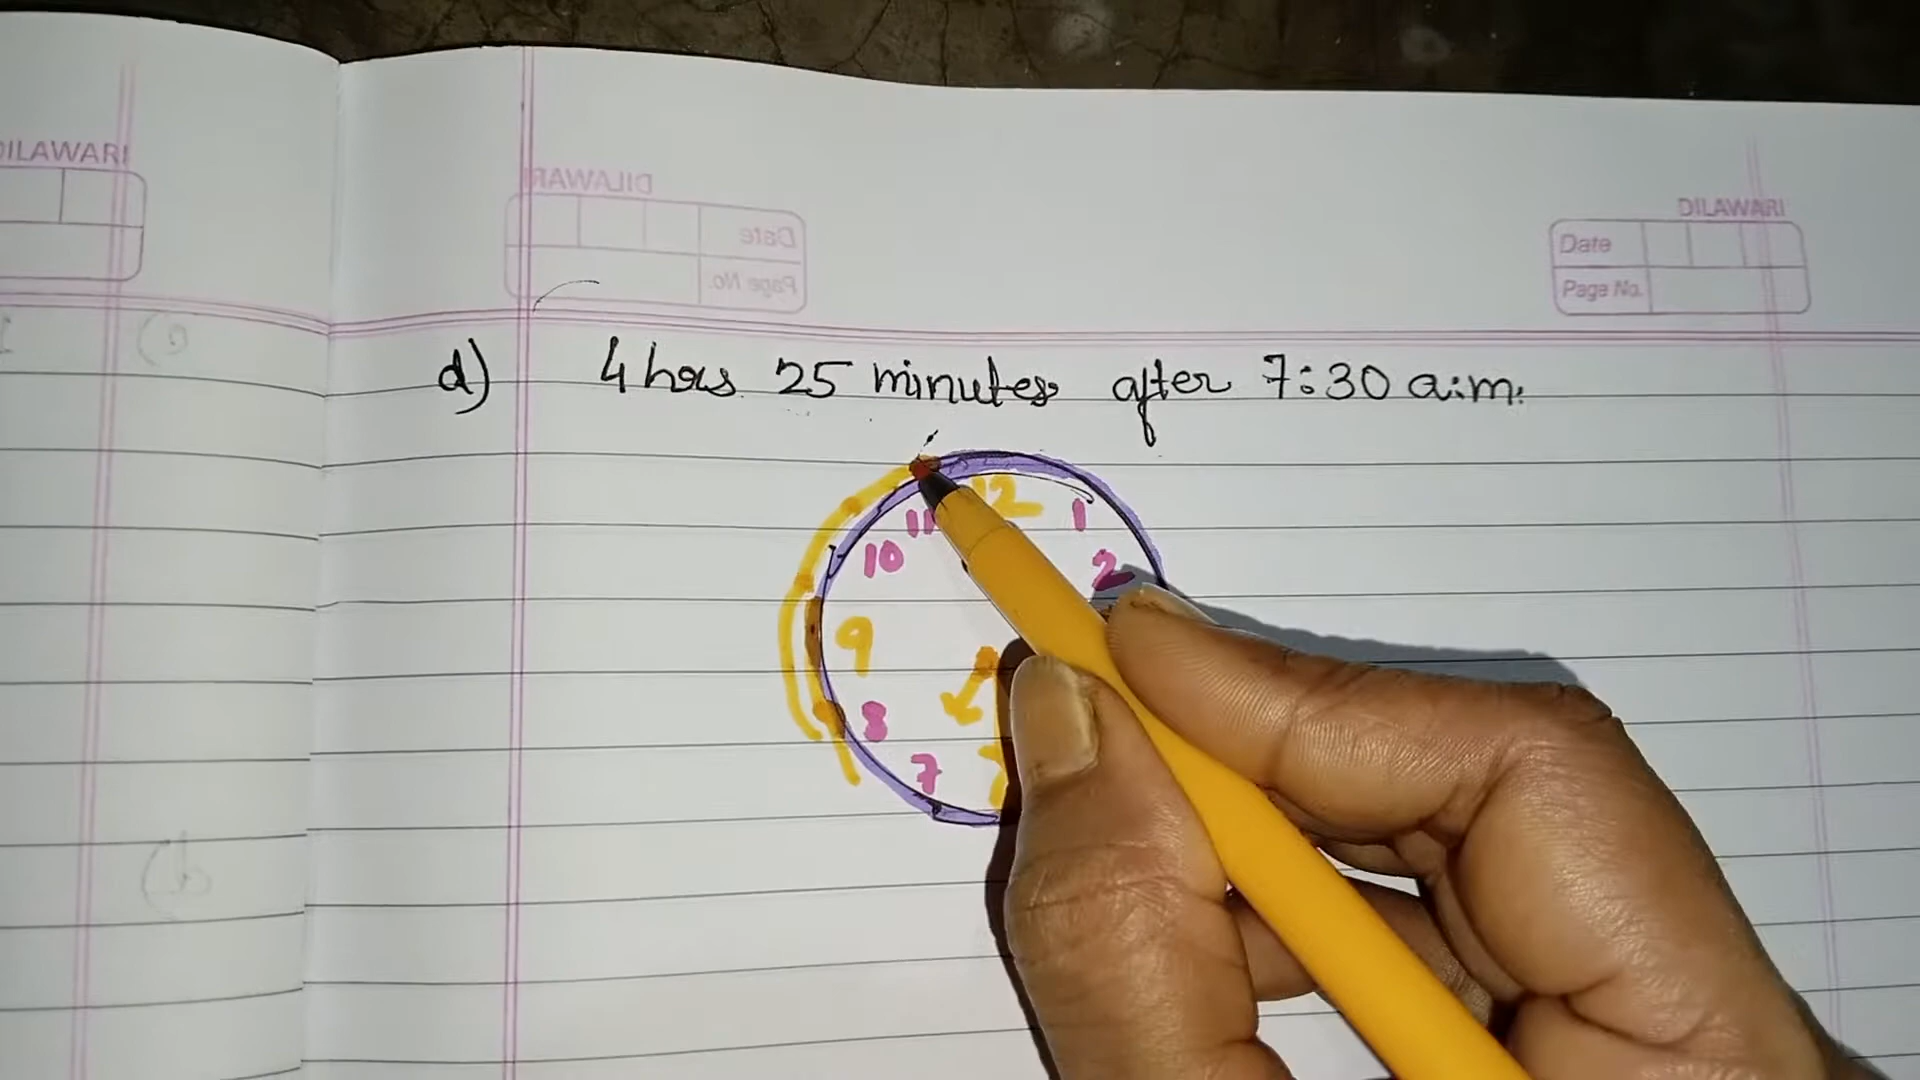 DILAWARI
DILAWARI
Date
Page No.
DILAWARI
Date
Page No.
d) 4 hrs 25 minutes after 7:30 a.m.
12
11
1
10
2
9
8
7